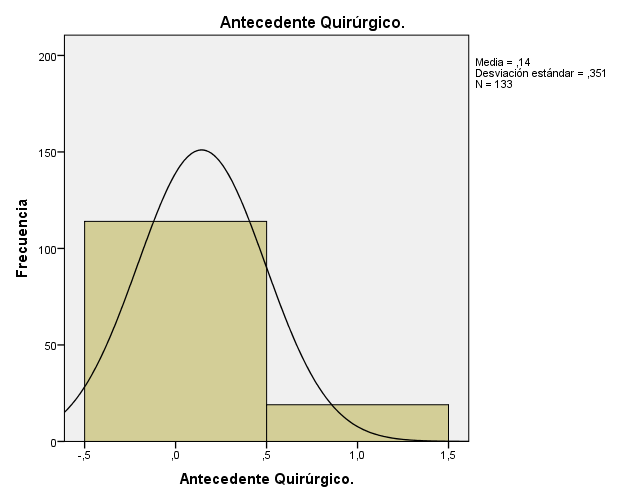 Antecedente Quirúrgico.
Media = ,14
Desviación estándar = ,351
N = 133
Frecuencia
200
150
100
50
0
-,5
,0
,5
1,0
1,5
Antecedente Quirúrgico.